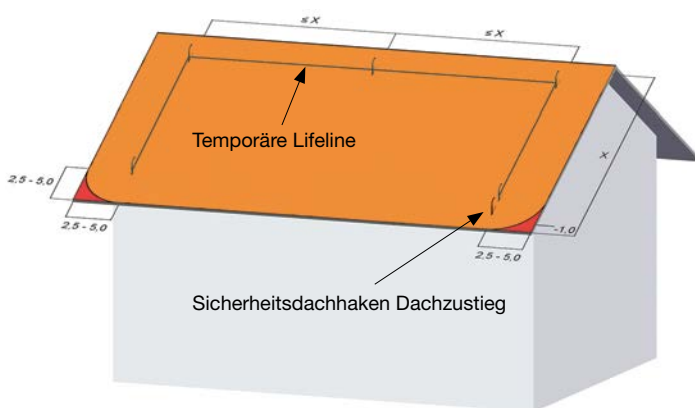 ≤ X
≤ X
Temporäre Lifeline
X
2,5 - 5,0
2,5 - 5,0
-1,0
2,5 - 5,0
Sicherheitsdachhaken Dachzustieg